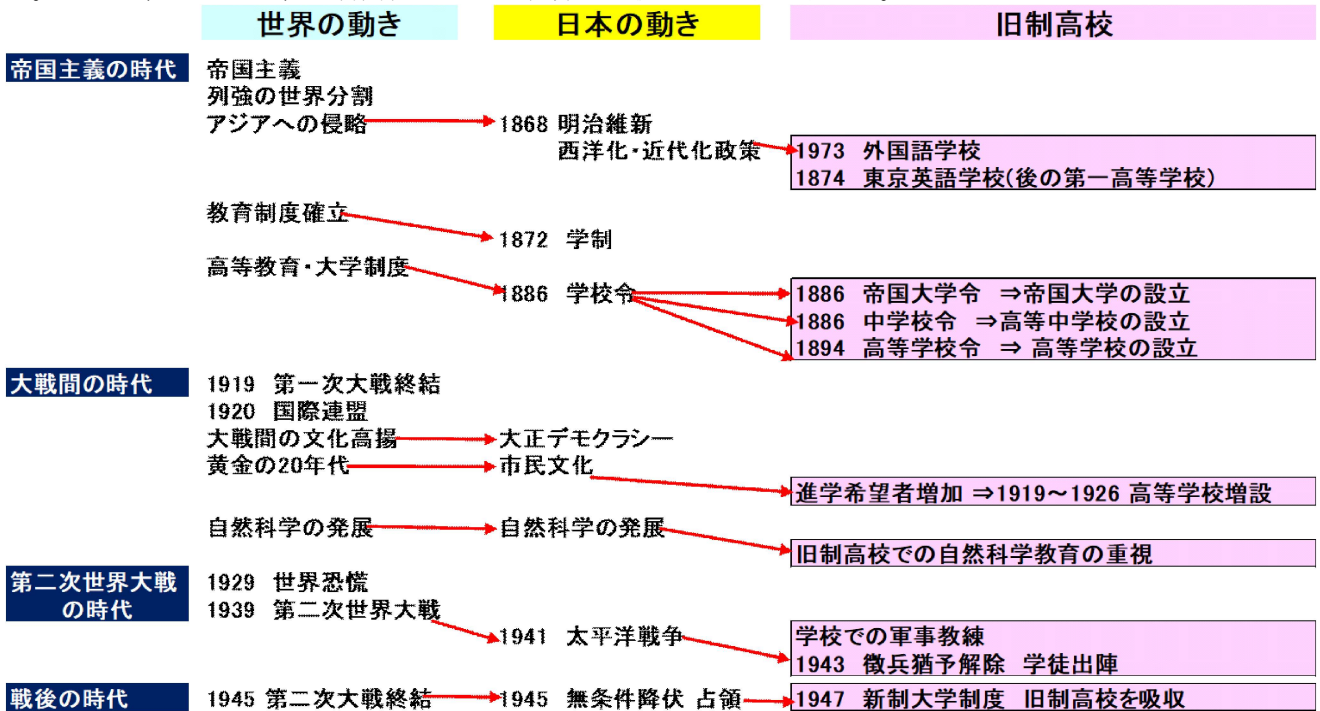 世界の動き 日本の動き 旧制高校
帝国主義の時代 帝国主義
列強の世界分割
アジアへの侵略 1868 明治維新
西洋化・近代化政策
1973 外国語学校
1874 東京英語学校(後の第一高等学校)
教育制度確立
1872 学制
高等教育・大学制度
1886 学校令 1886 帝国大学令 ⇒帝国大学の設立
1886 中学校令 ⇒高等中学校の設立
1894 高等学校令 ⇒ 高等学校の設立
大戦間の時代 1919 第一次大戦終結
1920 国際連盟
大戦間の文化高揚 大正デモクラシー
黄金の20年代 市民文化
進学希望者増加 ⇒1919～1926 高等学校増設
自然科学の発展 自然科学の発展
旧制高校での自然科学教育の重視
第二次世界大戦 1929 世界恐慌
の時代 1939 第二次世界大戦
1941 太平洋戦争 学校での軍事教練
1943 徴兵猶予解除 学徒出陣
戦後の時代 1945 第二次大戦終結 1945 無条件降伏 占領 1947 新制大学制度 旧制高校を吸収